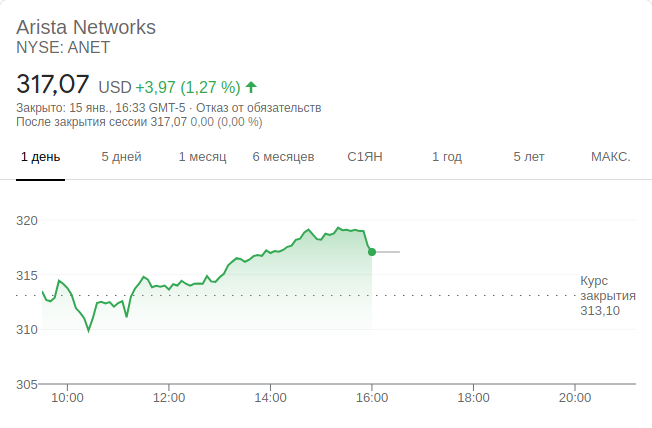 Arista Networks
NYSE: ANET
317,07 USD +3,97 (1,27 %)
Закрыто: 15 янв., 16:33 GMT-5 · Отказ от обязательств
После закрытия сессии 317,07 0,00 (0,00 %)
1 день 5 дней 1 месяц 6 месяцев С1ЯН 1 год 5 лет МАКС.
320
315
Курс
закрытия
313,10
310
305
10:00 12:00 14:00 16:00 18:00 20:00